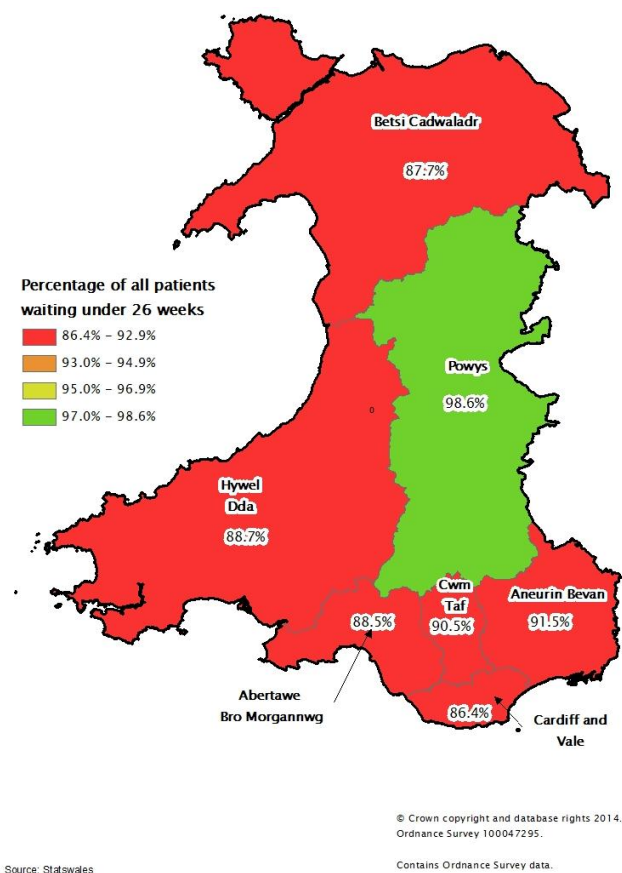 Betsi Cadwaladr
87.7%
Percentage of all patients
waiting under 26 weeks
86.4% - 92.9%
93.0% - 94.9%
95.0% - 96.9%
97.0% - 98.6%
Powys
98.6%
Hywel
Dda
88.7%
Cwm
Taf
90.5%
Aneurin Bevan
91.5%
88.5%
Abertawe
Bro Morgannwg
86.4%
Cardiff and
Vale
© Crown copyright and database rights 2014.
Ordnance Survey 100047295.
Contains Ordnance Survey data.
Source: Statswales